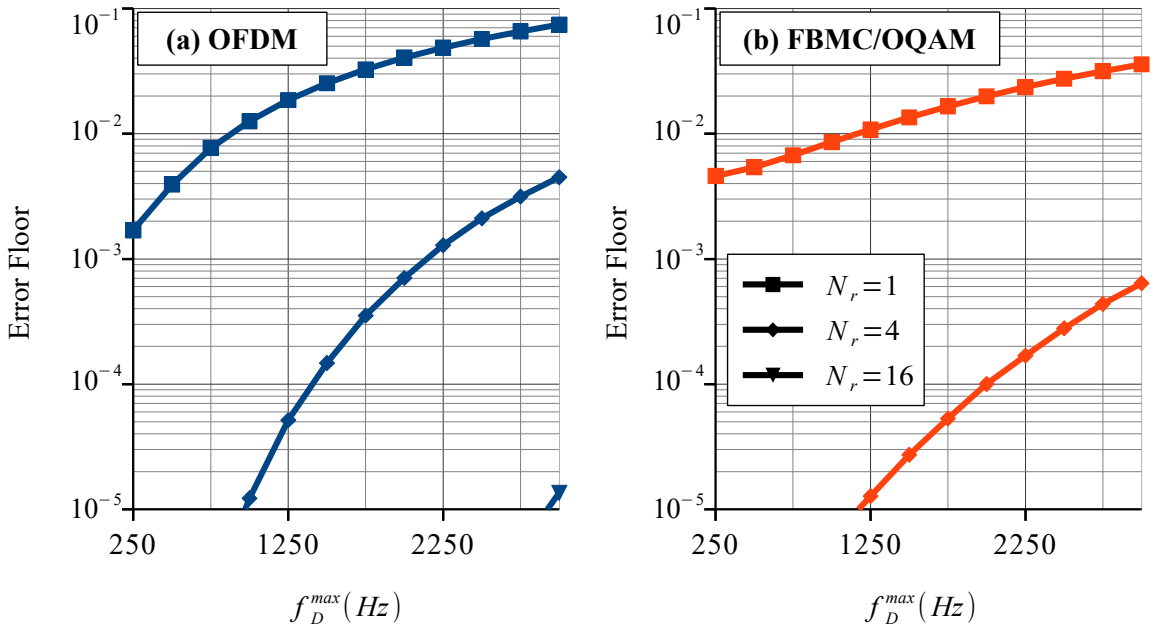 (a) OFDM
Error Floor
10^-1
10^-2
10^-3
10^-4
10^-5
250
1250
2250
f_D^max(Hz)
(b) FBMC/OQAM
Error Floor
10^-1
10^-2
10^-3
10^-4
10^-5
N_r=1
N_r=4
N_r=16
250
1250
2250
f_D^max(Hz)